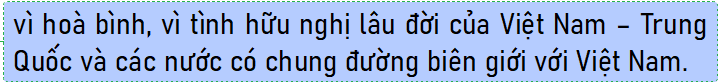 vì hoà bình, vì tình hữu nghị lâu đời của Việt Nam – Trung
Quốc và các nước có chung đường biên giới với Việt Nam.